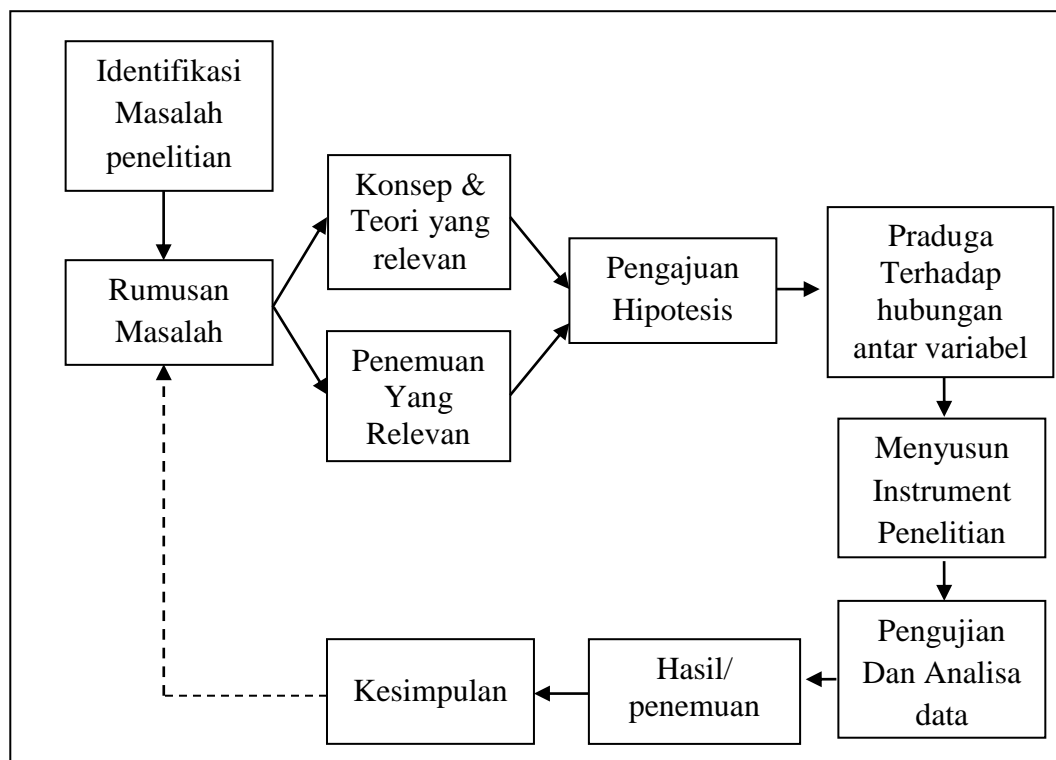 Identifikasi
Masalah
penelitian
Rumusan
Masalah
Konsep &
Teori yang
relevan
Penemuan
Yang
Relevan
Pengajuan
Hipotesis
Praduga
Terhadap
hubungan
antar variabel
Menyusun
Instrument
Penelitian
Pengujian
Dan Analisa
data
Hasil/
penemuan
Kesimpulan